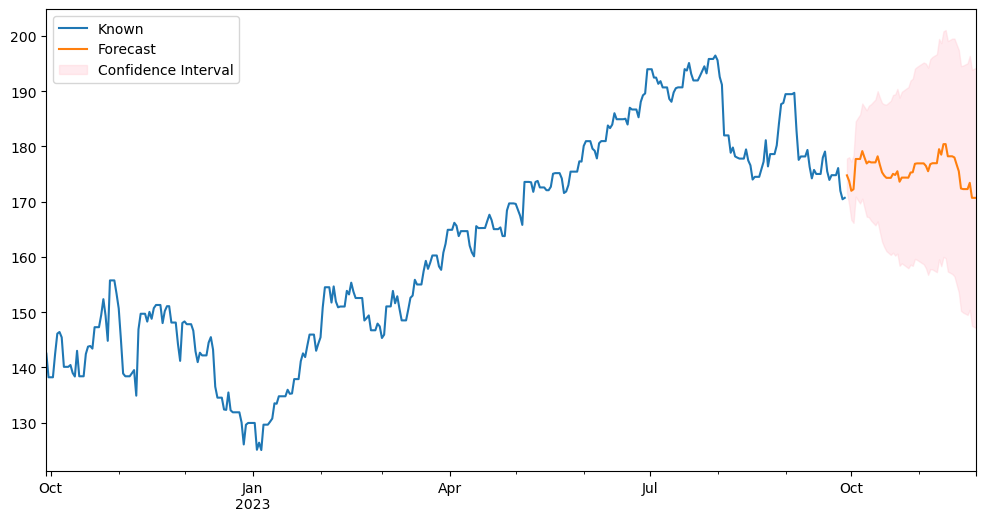 Known
Forecast
Confidence Interval
200
190
180
170
160
150
140
130
Oct
Jan
2023
Apr
Jul
Oct